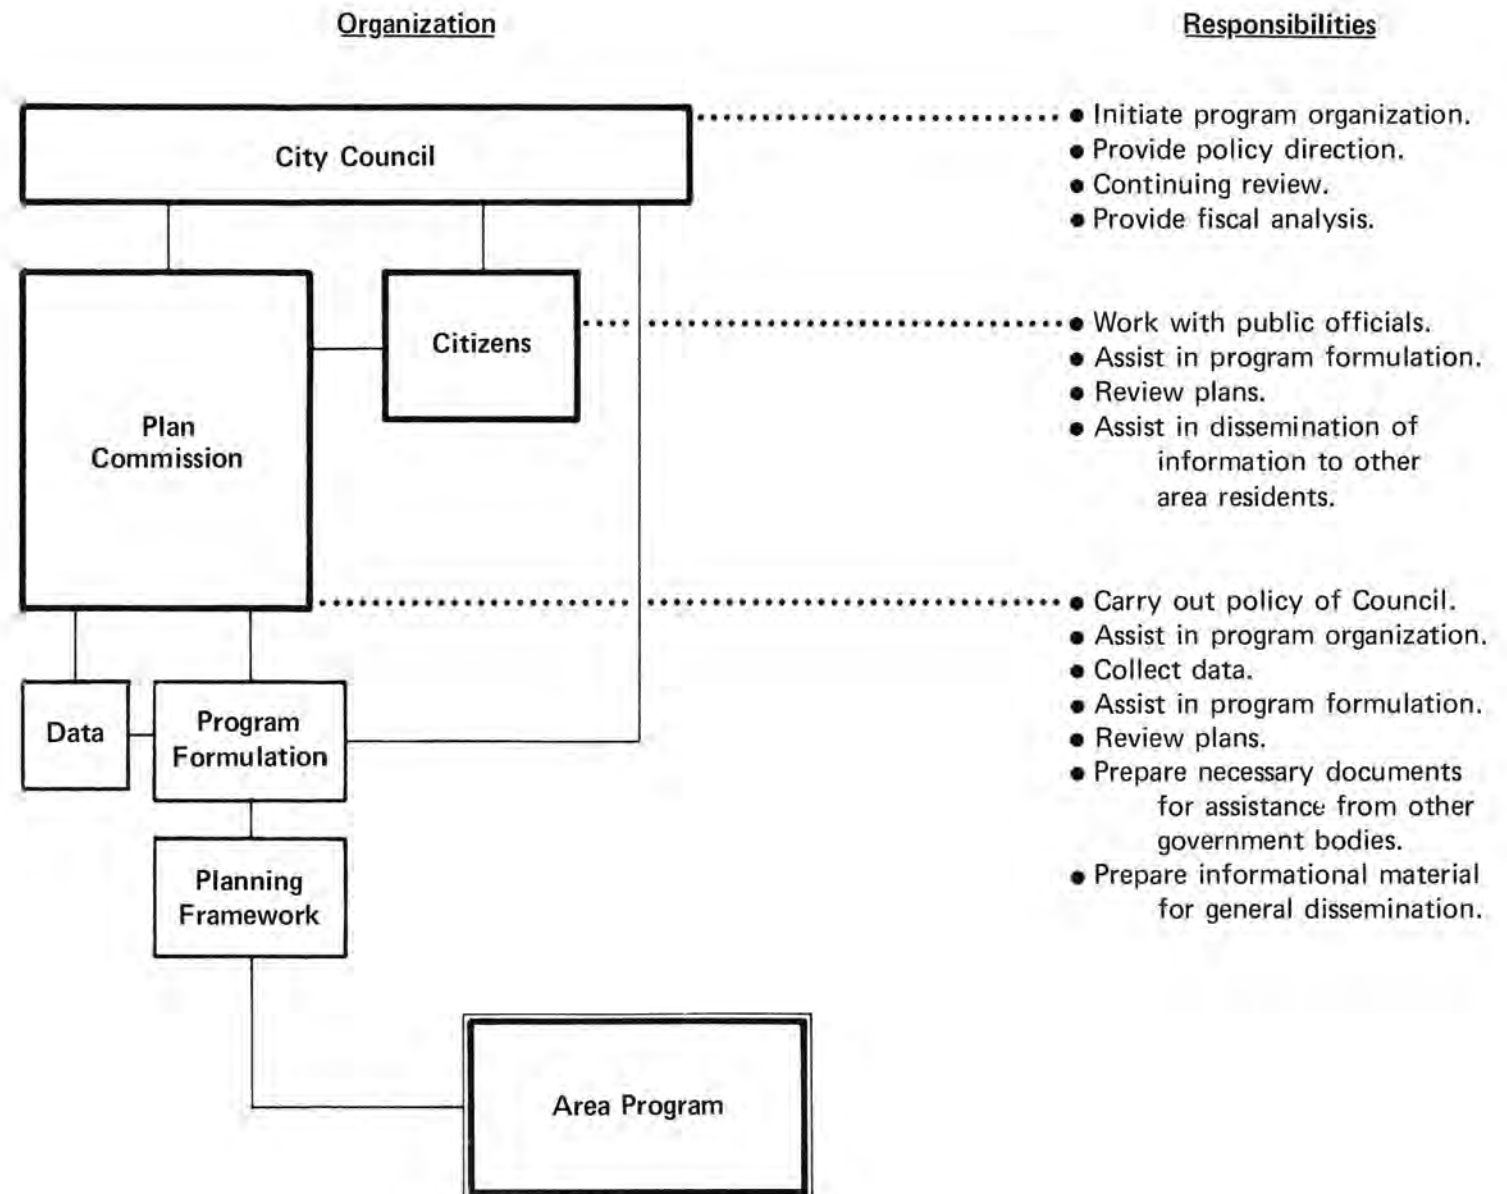 Organization
Responsibilities
City Council
• Initiate program organization.
• Provide policy direction.
• Continuing review.
• Provide fiscal analysis.
Citizens
• Work with public officials.
• Assist in program formulation.
• Review plans.
• Assist in dissemination of
information to other
area residents.
Plan
Commission
• Carry out policy of Council.
• Assist in program organization.
• Collect data.
• Assist in program formulation.
• Review plans.
• Prepare necessary documents
for assistance from other
government bodies.
• Prepare informational material
for general dissemination.
Data
Program
Formulation
Planning
Framework
Area Program